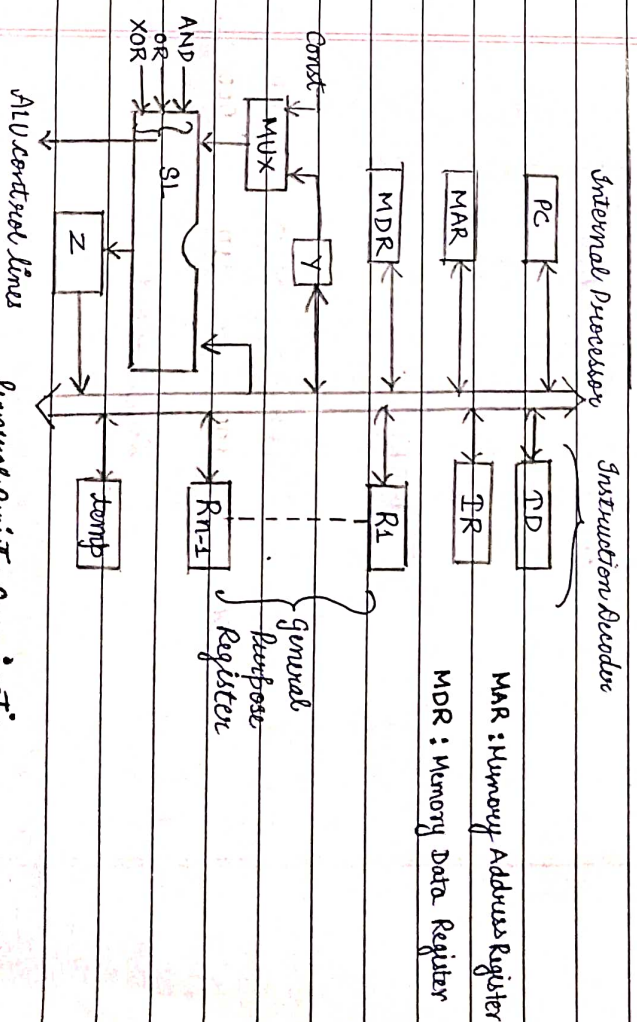 Internal Processor
Instruction Decoder
PC
ID
MAR : Memory Address Register
MAR
IR
MDR : Memory Data Register
MDR
R1
Const
Y
General
Purpose
Register
MUX
Rn-1
AND
OR
XOR
SL
Z
temp
ALU control lines